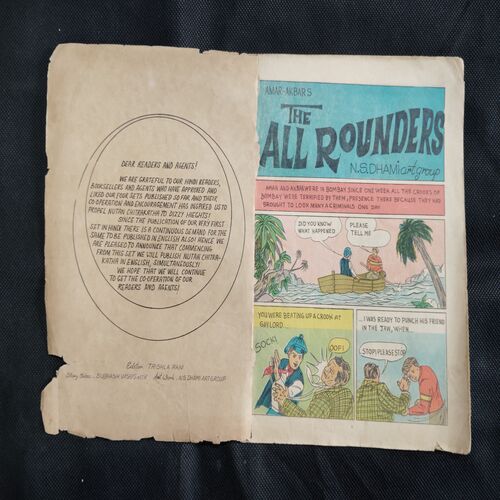 DEAR READERS AND AGENTS!
WE ARE GRATEFUL TO OUR HINDI READERS,
BOOKSELLERS AND AGENTS WHO HAVE APPROVED AND
LIKED OUR FOUR SETS PUBLISHED SO FAR. AND THEIR
CO OPERATION AND ENCOURAGEMENT HAS INSPIRED US TO
PROPEL NUTAN CHITRAKATHA TO DIZZY HIEGHTS!
SINCE THE PUBLICATION OF OUR VERY FIRST
SET IN HINDI THERE IS A CONTINUOUS DEMAND FOR THE
SAME TO BE PUBLISHED IN ENGLISH ALSO! HENCE WE
ARE PLEASED TO ANNOUNCE THAT COMMENCING
FROM THIS SET WE WILL PUBLISH NUTAN CHITRA-
KATHA IN ENGLISH, SIMULTANEOUSLY!
WE HOPE THAT WE WILL CONTINUE
TO GET THE CO-OPERATION OF OUR
READERS AND AGENTS!
Editor: TRISHLA JAIN
SUBHASH Art Work: N.S. DHAMI ART GROUP
AMAR-AKBAR'S
THE
ALL ROUNDERS
N.S. DHAMI art group
AMAR AND AKBAR WERE IN BOMBAY SINCE ONE WEEK. ALL THE CROOKS OF
BOMBAY WERE TERRIFIED BY THEIR PRESENCE THERE BECAUSE THEY HAD
BROUGHT TO BOOK MANY A CRIMINALS. ONE DAY
DID YOU KNOW
WHAT HAPPENED
PLEASE
TELL ME
YOU WERE BEATING UP A CROOK AT
GUYLORD...
SOCK!
OOF!
...I WAS READY TO PUNCH HIS FRIEND
IN THE JAW, WHEN
STOP! PLEASE STOP